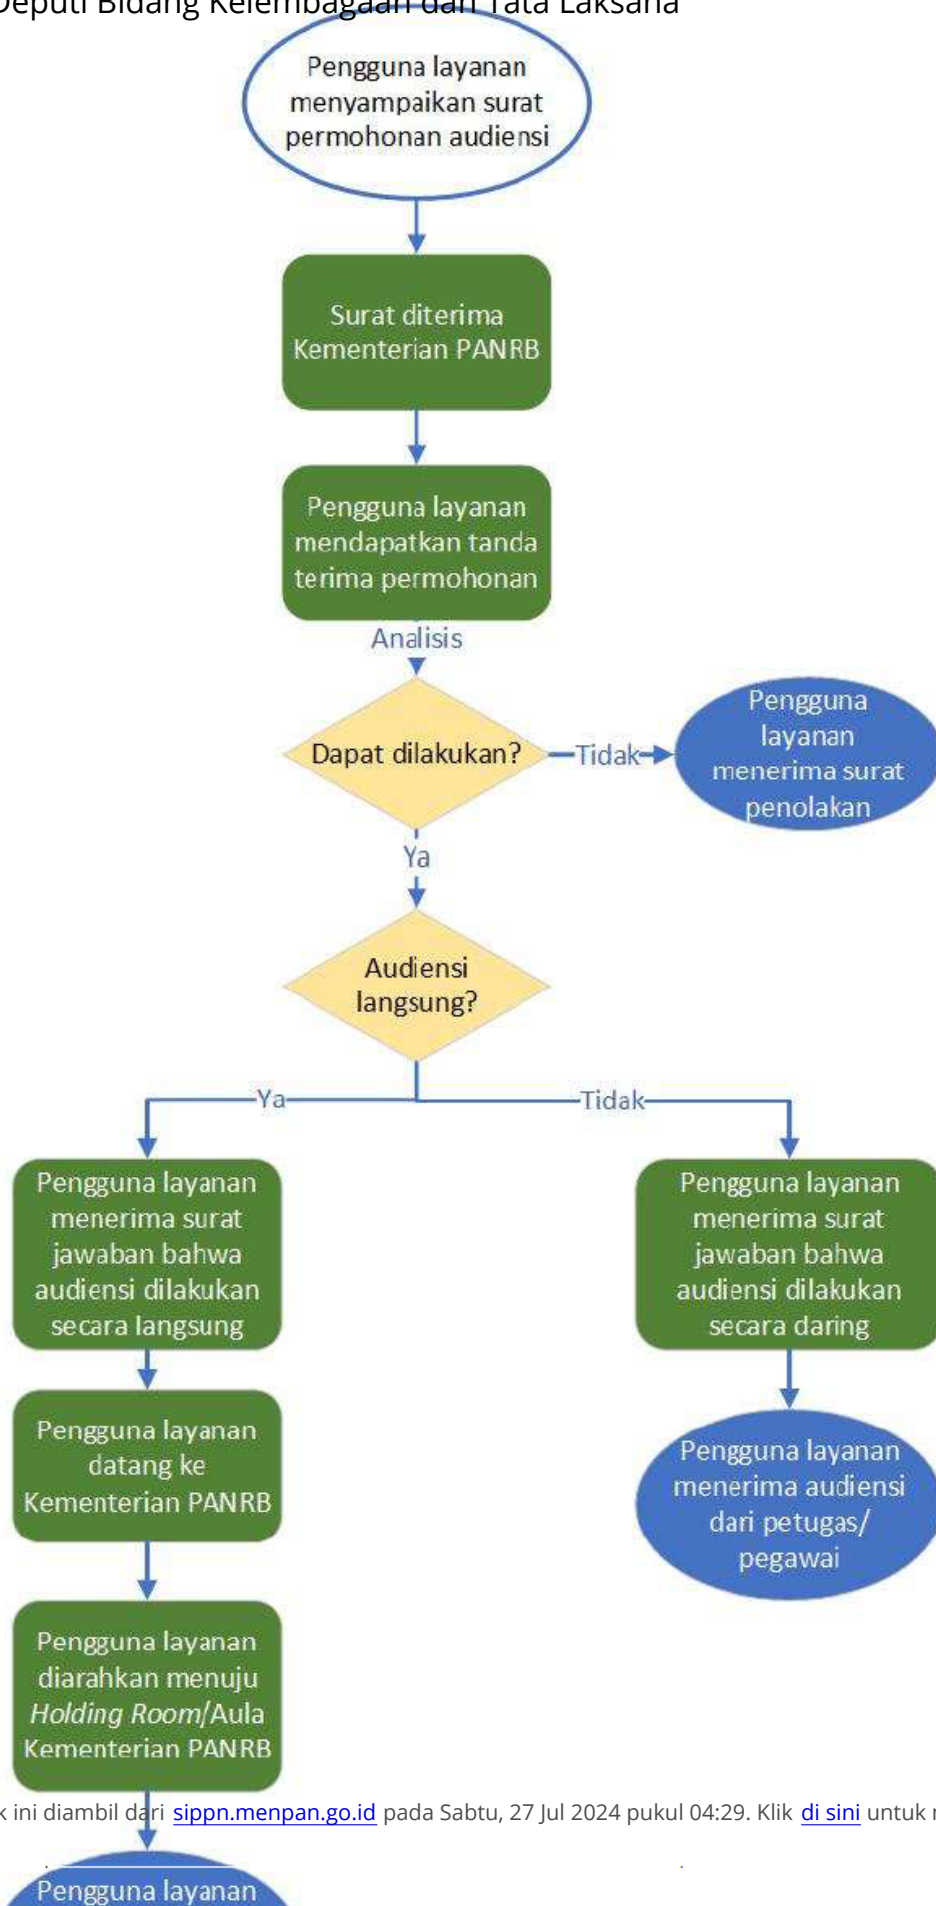 Deputi Bidang Kelembagaan dan Tata Laksana
Pengguna layanan
menyampaikan surat
permohonan audiensi
Surat diterima
Kementerian PANRB
Pengguna layanan
mendapatkan tanda
terima permohonan
Analisis
Dapat dilakukan?
Tidak
Pengguna
layanan
menerima surat
penolakan
Ya
Audiensi
langsung?
Ya
Tidak
Pengguna layanan
menerima surat
jawaban bahwa
audiensi dilakukan
secara langsung
Pengguna layanan
menerima surat
jawaban bahwa
audiensi dilakukan
secara daring
Pengguna layanan
datang ke
Kementerian PANRB
Pengguna layanan
menerima audiensi
dari petugas/
pegawai
Pengguna layanan
diarahkan menuju
Holding Room/Aula
Kementerian PANRB
ini diambil dari sippn.menpan.go.id pada Sabtu, 27 Jul 2024 pukul 04:29. Klik di sini untuk
Pengguna layanan